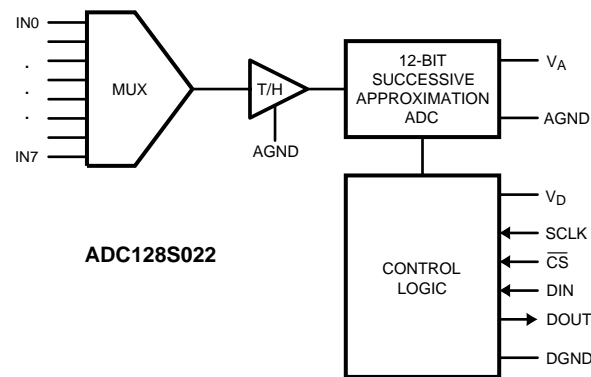 IN0
.
.
.
IN7
MUX
T/H
AGND
12-BIT
SUCCESSIVE
APPROXIMATION
ADC
VA
AGND
ADC128S022
CONTROL
LOGIC
VD
SCLK
C̅S̅
DIN
DOUT
DGND